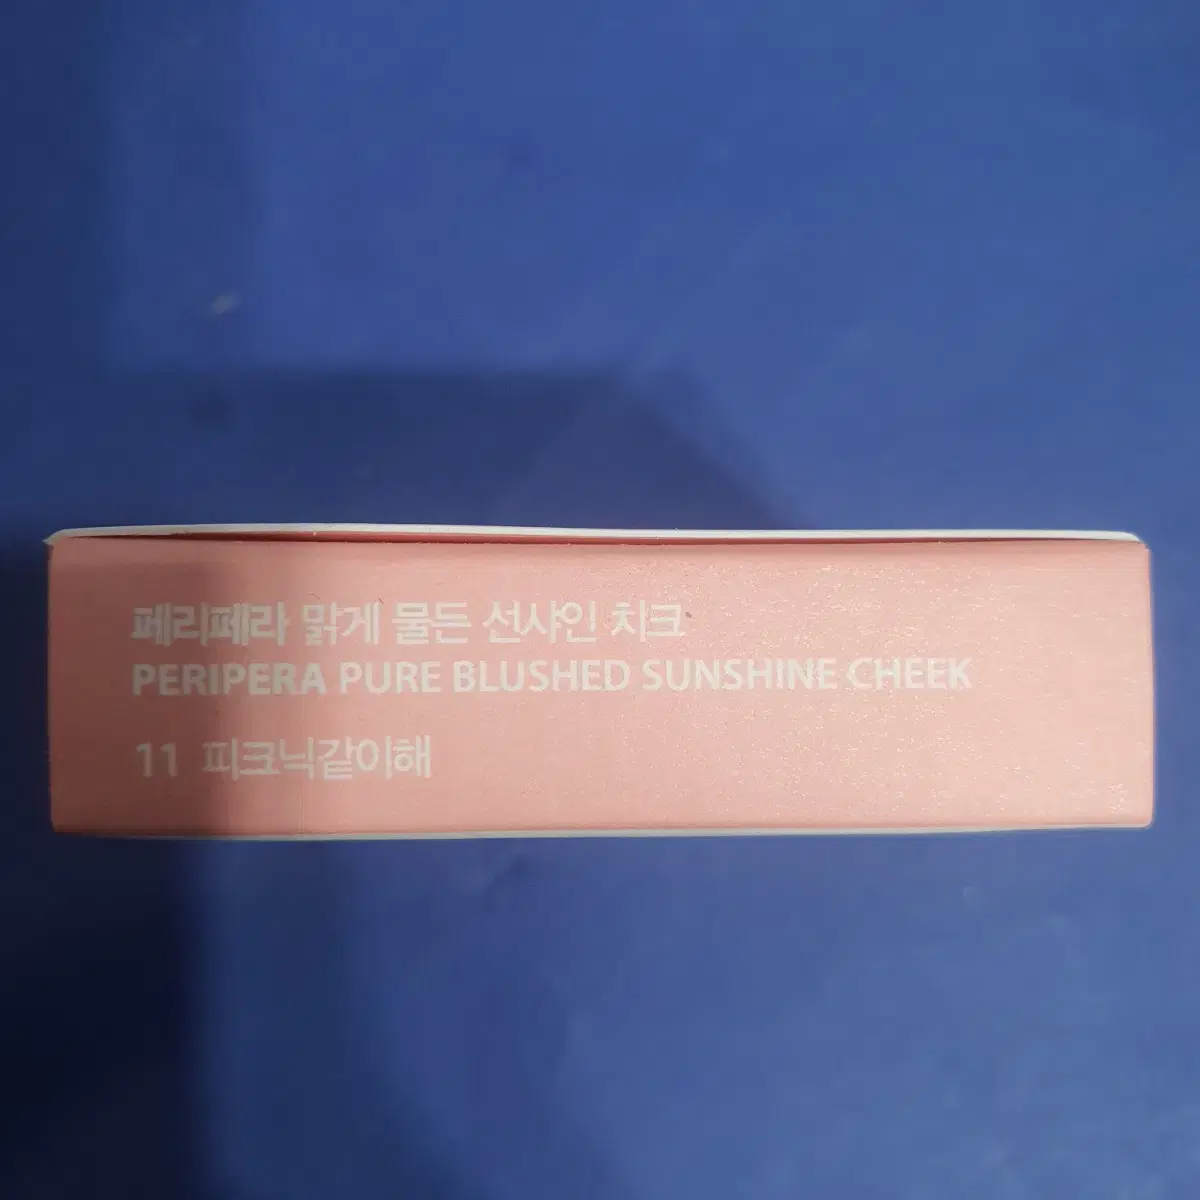 페리페라 맑게 물든 선샤인 치크
PERIPERA PURE BLUSHED SUNSHINE CHEEK
11 피크닉같이해